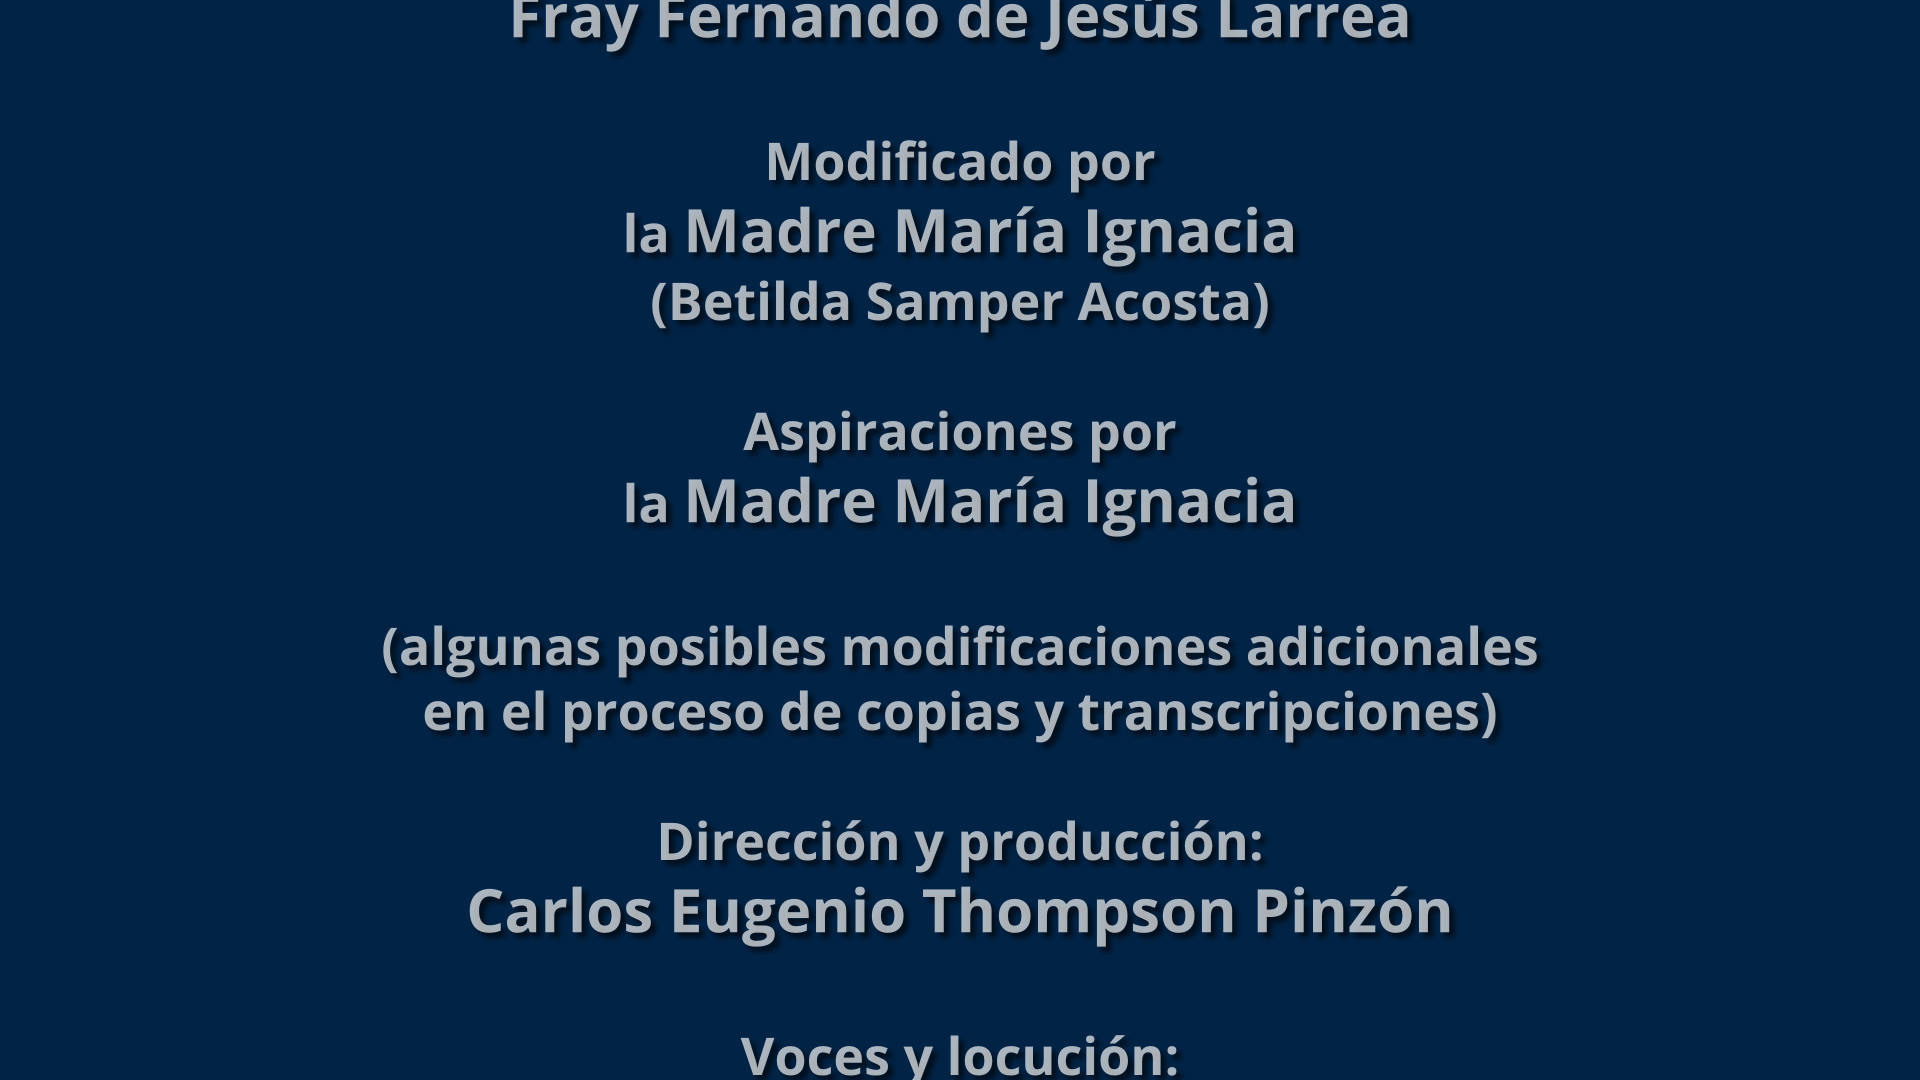 Fray Fernando de Jesús Larrea
Modificado por
la Madre María Ignacia
(Betilda Samper Acosta)
Aspiraciones por
la Madre María Ignacia
(algunas posibles modificaciones adicionales
en el proceso de copias y transcripciones)
Dirección y producción:
Carlos Eugenio Thompson Pinzón
Voces y locución: